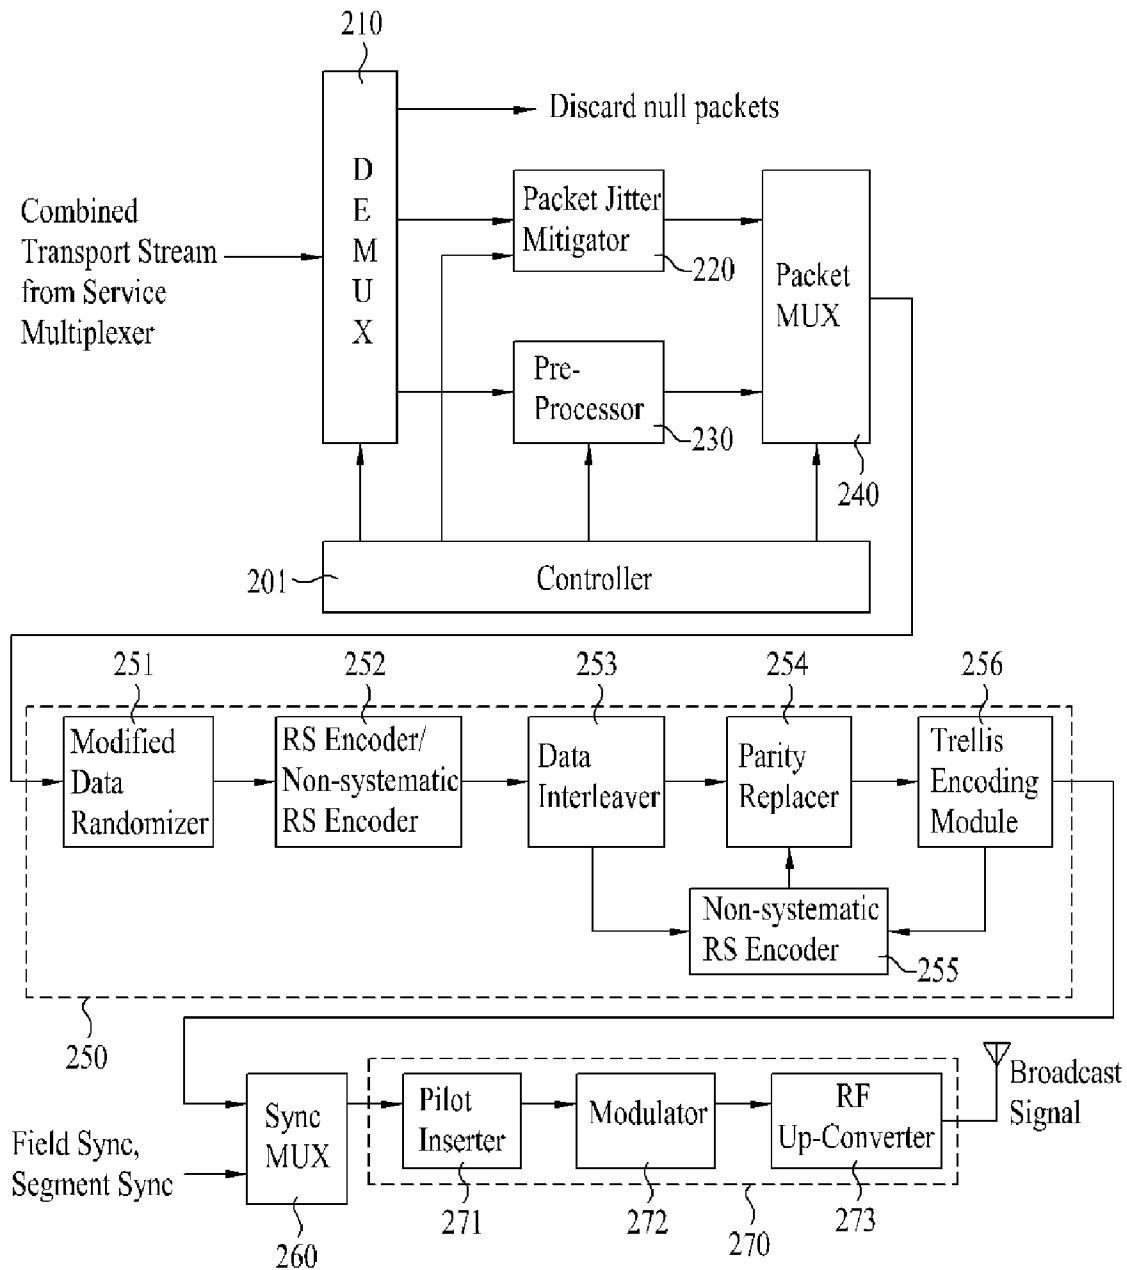 210
Discard null packets
D
E
M
U
X
Combined
Transport Stream
from Service
Multiplexer
Packet Jitter
Mitigator
220
Packet
MUX
Pre-
Processor
230
240
201
Controller
251
252
253
254
256
Modified
Data
Randomizer
RS Encoder/
Non-systematic
RS Encoder
Data
Interleaver
Parity
Replacer
Trellis
Encoding
Module
Non-systematic
RS Encoder
255
250
Field Sync,
Segment Sync
Sync
MUX
Pilot
Inserter
Modulator
RF
Up-Converter
Broadcast
Signal
260
271
272
270
273